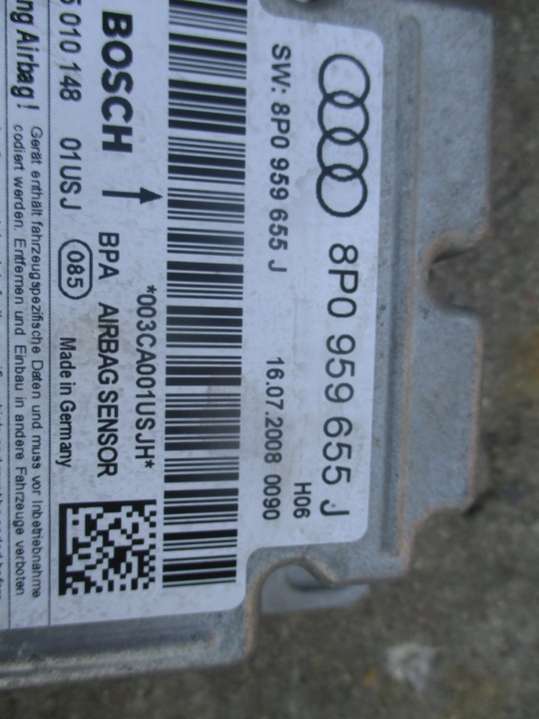 8P0 959 655 J
H06
SW: 8P0 959 655 J 16.07.2008 0090
*003CA001USJH*
BOSCH BPA AIRBAG SENSOR
5 010 148 01USJ 085 Made in Germany
ng Airbag!
Gerät enthält fahrzeugspezifische Daten und muss vor Inbetriebnahme
codiert werden. Entfernen und Einbau in andere Fahrzeuge verboten